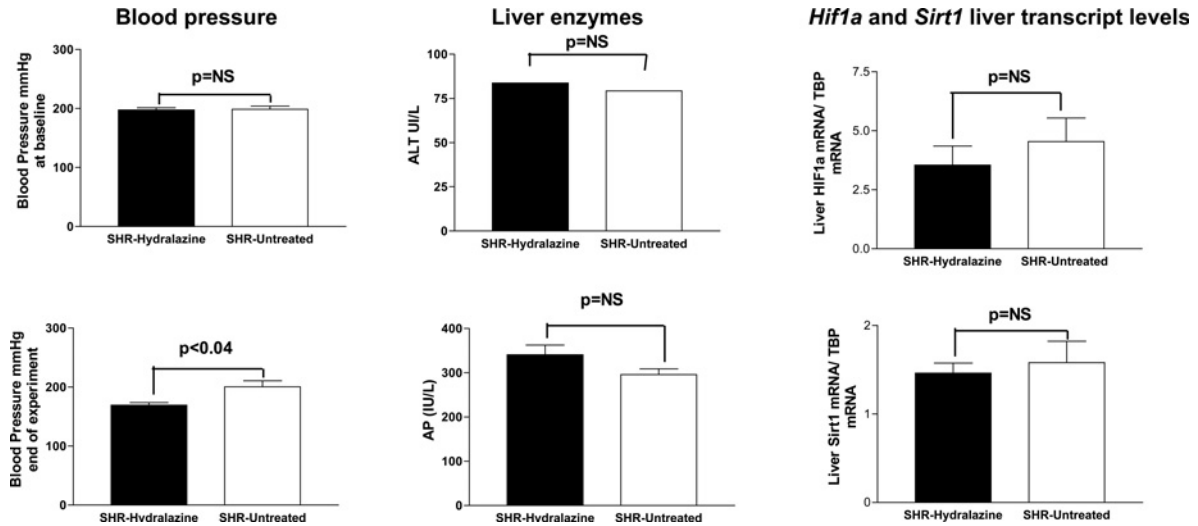 Blood pressure
Liver enzymes
Hif1a and Sirt1 liver transcript levels
Blood Pressure mmHg
at baseline
300
200
100
0
p=NS
SHR-Hydralazine
SHR-Untreated
ALT UI/L
100
75
50
25
0
p=NS
SHR-Hydralazine
SHR-Untreated
Liver HIF1a mRNA/ TBP
mRNA
7.5
5.0
2.5
0.0
p=NS
SHR-Hydralazine
SHR-Untreated
Blood Pressure mmHg
end of experiment
300
200
100
0
p<0.04
SHR-Hydralazine
SHR-Untreated
AP (IU/L)
400
300
200
100
0
p=NS
SHR-Hydralazine
SHR-Untreated
Liver Sirt1 mRNA/ TBP
mRNA
2
1
0
p=NS
SHR-Hydralazine
SHR-Untreated